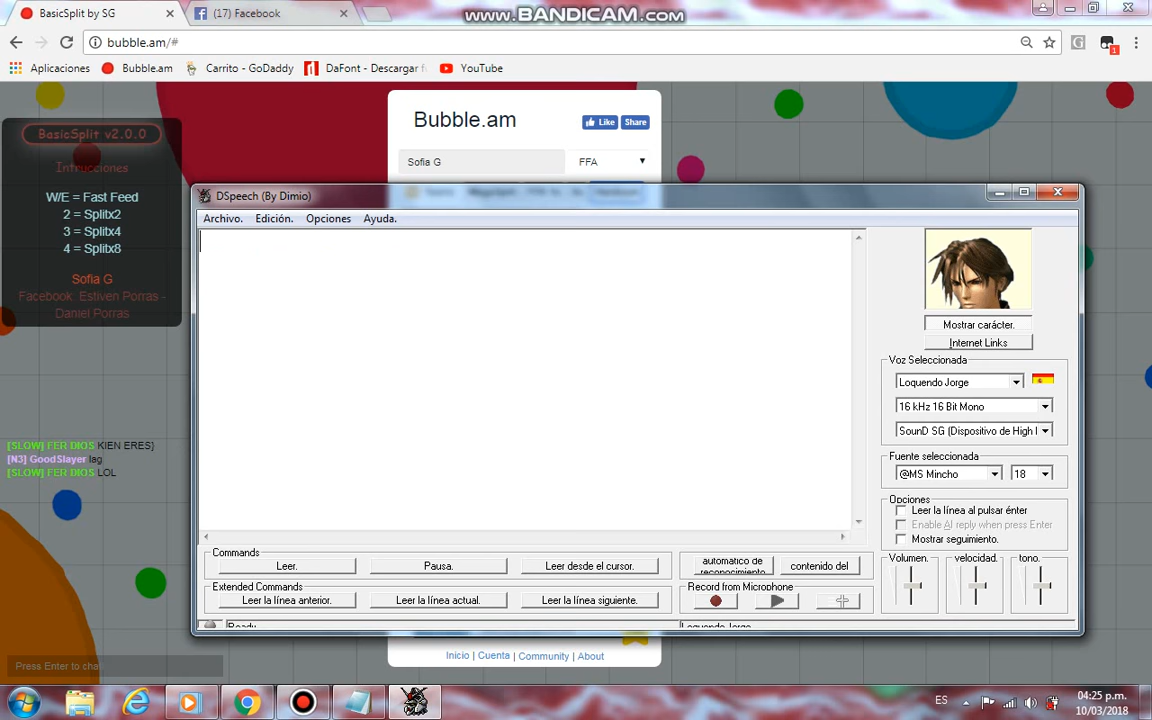 BasicSplit by SG
(17) Facebook
www.BANDICAM.com
bubble.am/#
Aplicaciones
Bubble.am
Carrito - GoDaddy
DaFont - Descargar f
YouTube
1
Bubble.am
Like
Share
Sofia G
FFA
BasicSplit v2.0.0
Intrucciones
W/E = Fast Feed
2 = Splitx2
3 = Splitx4
4 = Splitx8
Sofia G
Facebook: Estiven Porras -
Daniel Porras
DSpeech (By Dimio)
Archivo.
Edición.
Opciones
Ayuda.
Mostrar carácter.
Internet Links
Voz Seleccionada
Loquendo Jorge
16 kHz 16 Bit Mono
SounD SG (Dispositivo de High I
Fuente seleccionada
@MS Mincho
18
Opciones
Leer la línea al pulsar énter
Enable AI reply when press Enter
Mostrar seguimiento.
Volumen.
velocidad.
tono.
Commands
Leer.
Pausa.
Leer desde el cursor.
automatico de
reconocimiento
contenido del
Extended Commands
Leer la línea anterior.
Leer la línea actual.
Leer la línea siguiente.
Record from Microphone
Ready
Loquendo Jorge
[SLOW] FER DIOS KIEN ERES}
[N3] GoodSlayer lag
[SLOW] FER DIOS LOL
Press Enter to chat
Inicio | Cuenta | Community | About
ES
04:25 p.m.
10/03/2018